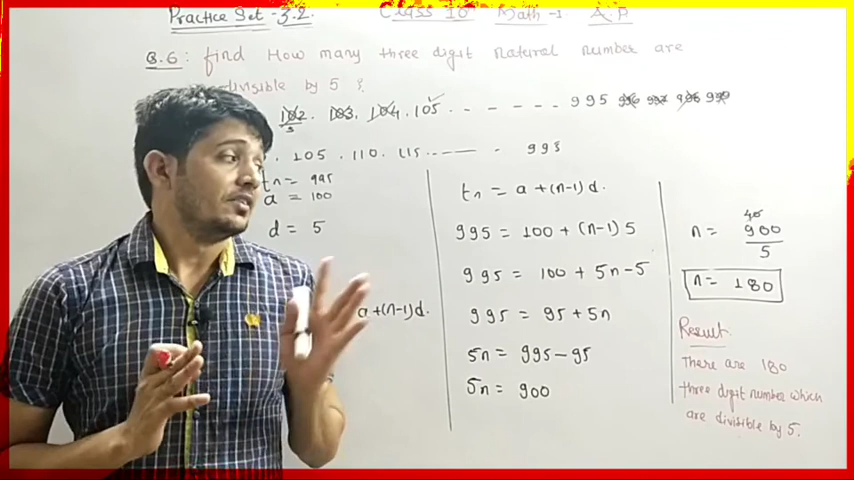 Practice Set - 3.2. Class 10 Math - 1 A.P
Q.6 : find How many three digit natural number are
divisible by 5 ?
102. 103. 104. 105 . . - - - - - . . 995 996 997 998 999
. 105 . 110 . 115 ..——— - 995
tn = 995
a = 100
d = 5
a + (n-1)d.
tn = a + (n-1) d.
995 = 100 + (n-1) 5
995 = 100 + 5n - 5
995 = 95 + 5n
5n = 995 - 95
5n = 900
n = 900
5
n = 180
Result
There are 180
three digit number which
are divisible by 5.